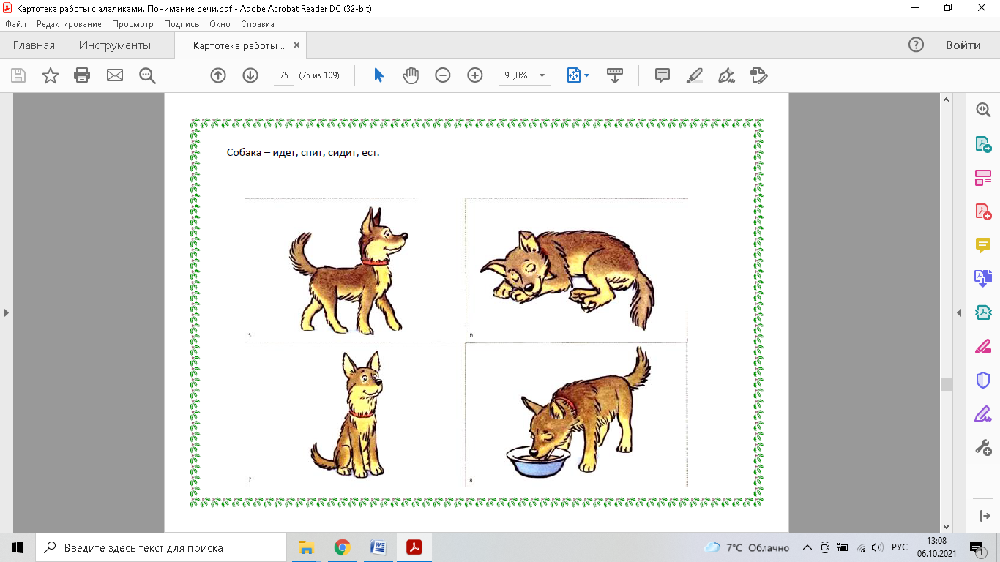 Картотека работы с алаликами. Понимание речи.pdf - Adobe Acrobat Reader DC (32-bit)
Файл Редактирование Просмотр Подпись Окно Справка
Главная Инструменты Картотека работы ... × Войти
75 (75 из 109) 93,8%
Собака – идет, спит, сидит, ест.
5 6
7 8
Введите здесь текст для поиска 7°C Облачно РУС 13:08
06.10.2021
1